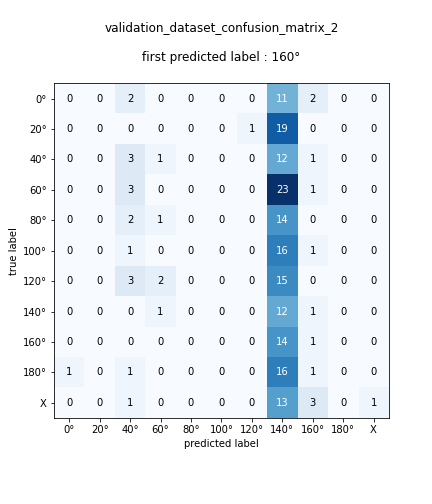 validation_dataset_confusion_matrix_2
first predicted label : 160°
0° 0 0 2 0 0 0 0 11 2 0 0
20° 0 0 0 0 0 0 1 19 0 0 0
40° 0 0 3 1 0 0 0 12 1 0 0
60° 0 0 3 0 0 0 0 23 1 0 0
80° 0 0 2 1 0 0 0 14 0 0 0
100° 0 0 1 0 0 0 0 16 1 0 0
120° 0 0 3 2 0 0 0 15 0 0 0
140° 0 0 0 1 0 0 0 12 1 0 0
160° 0 0 0 0 0 0 0 14 1 0 0
180° 1 0 1 0 0 0 0 16 1 0 0
X 0 0 1 0 0 0 0 13 3 0 1
true label
0° 20° 40° 60° 80° 100° 120° 140° 160° 180° X
predicted label